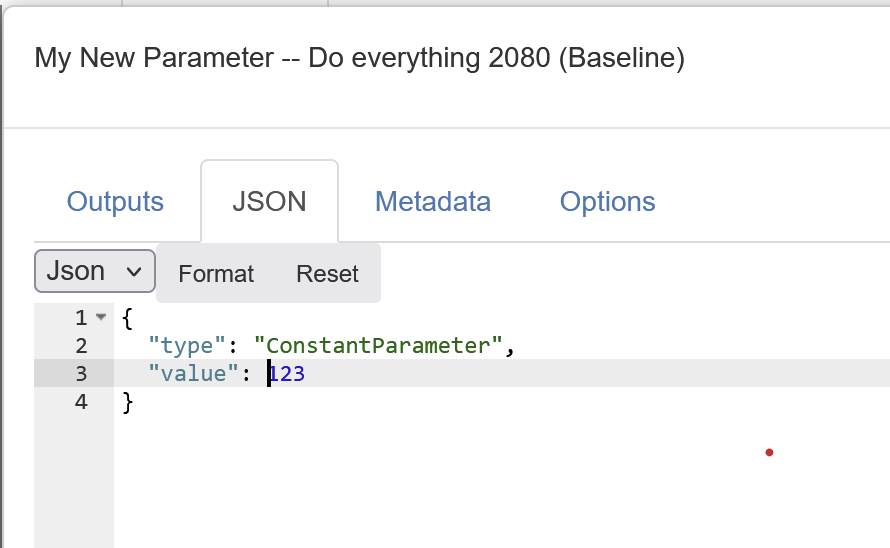 My New Parameter -- Do everything 2080 (Baseline)
Outputs JSON Metadata Options
Json Format Reset
1 {
2 "type": "ConstantParameter",
3 "value": 123
4 }